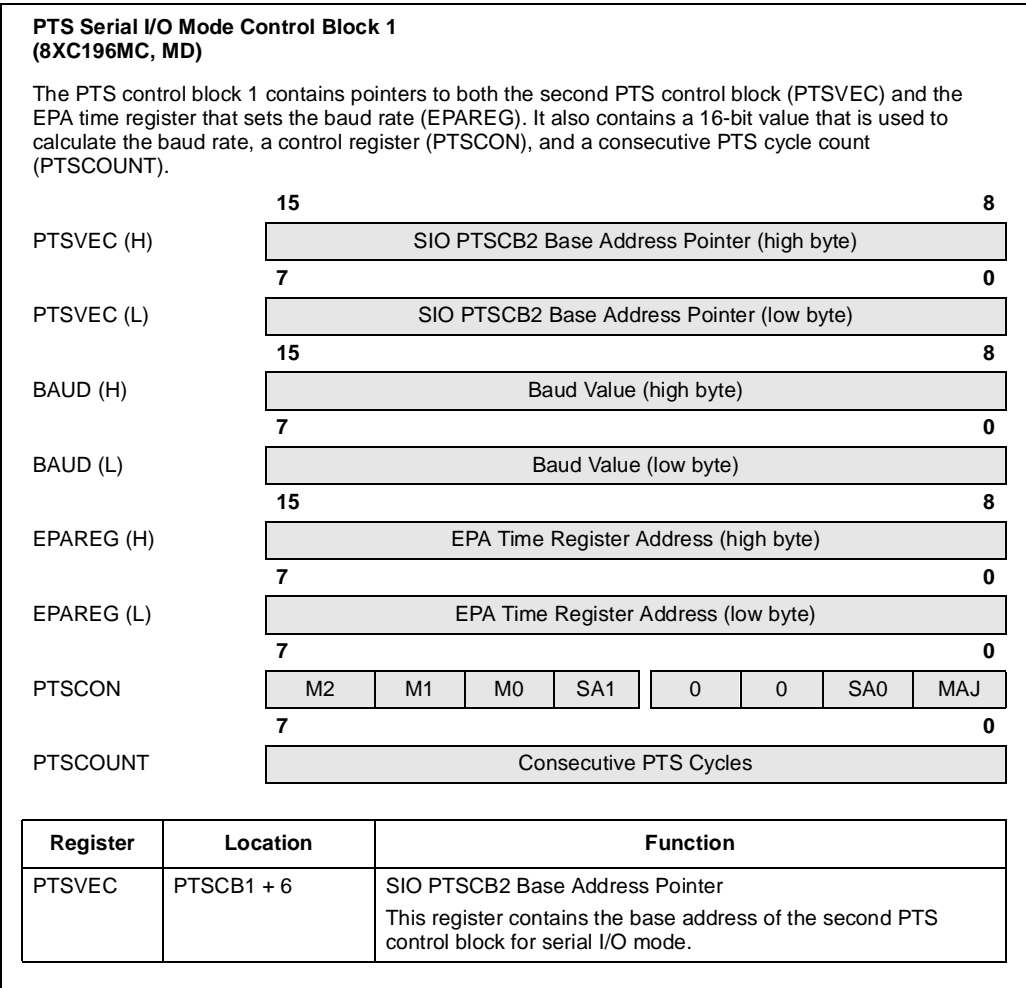 PTS Serial I/O Mode Control Block 1
(8XC196MC, MD)
The PTS control block 1 contains pointers to both the second PTS control block (PTSVEC) and the
EPA time register that sets the baud rate (EPAREG). It also contains a 16-bit value that is used to
calculate the baud rate, a control register (PTSCON), and a consecutive PTS cycle count
(PTSCOUNT).
15 8
PTSVEC (H) SIO PTSCB2 Base Address Pointer (high byte)
7 0
PTSVEC (L) SIO PTSCB2 Base Address Pointer (low byte)
15 8
BAUD (H) Baud Value (high byte)
7 0
BAUD (L) Baud Value (low byte)
15 8
EPAREG (H) EPA Time Register Address (high byte)
7 0
EPAREG (L) EPA Time Register Address (low byte)
7 0
PTSCON M2 M1 M0 SA1 0 0 SA0 MAJ
7 0
PTSCOUNT Consecutive PTS Cycles
Register Location Function
PTSVEC PTSCB1 + 6 SIO PTSCB2 Base Address Pointer
This register contains the base address of the second PTS
control block for serial I/O mode.